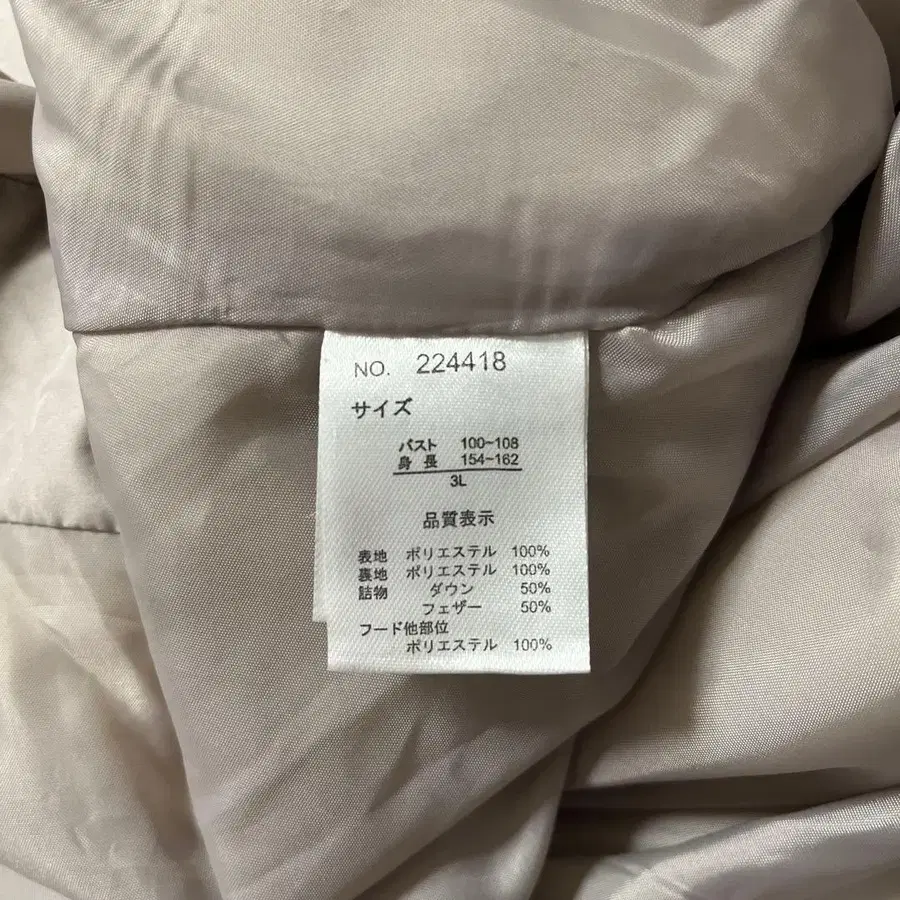 NO. 224418
サイズ
バスト 100~108
身長 154~162
3L
品質表示
表地 ポリエステル 100%
裏地 ポリエステル 100%
詰物 ダウン 50%
フェザー 50%
フード他部位
ポリエステル 100%